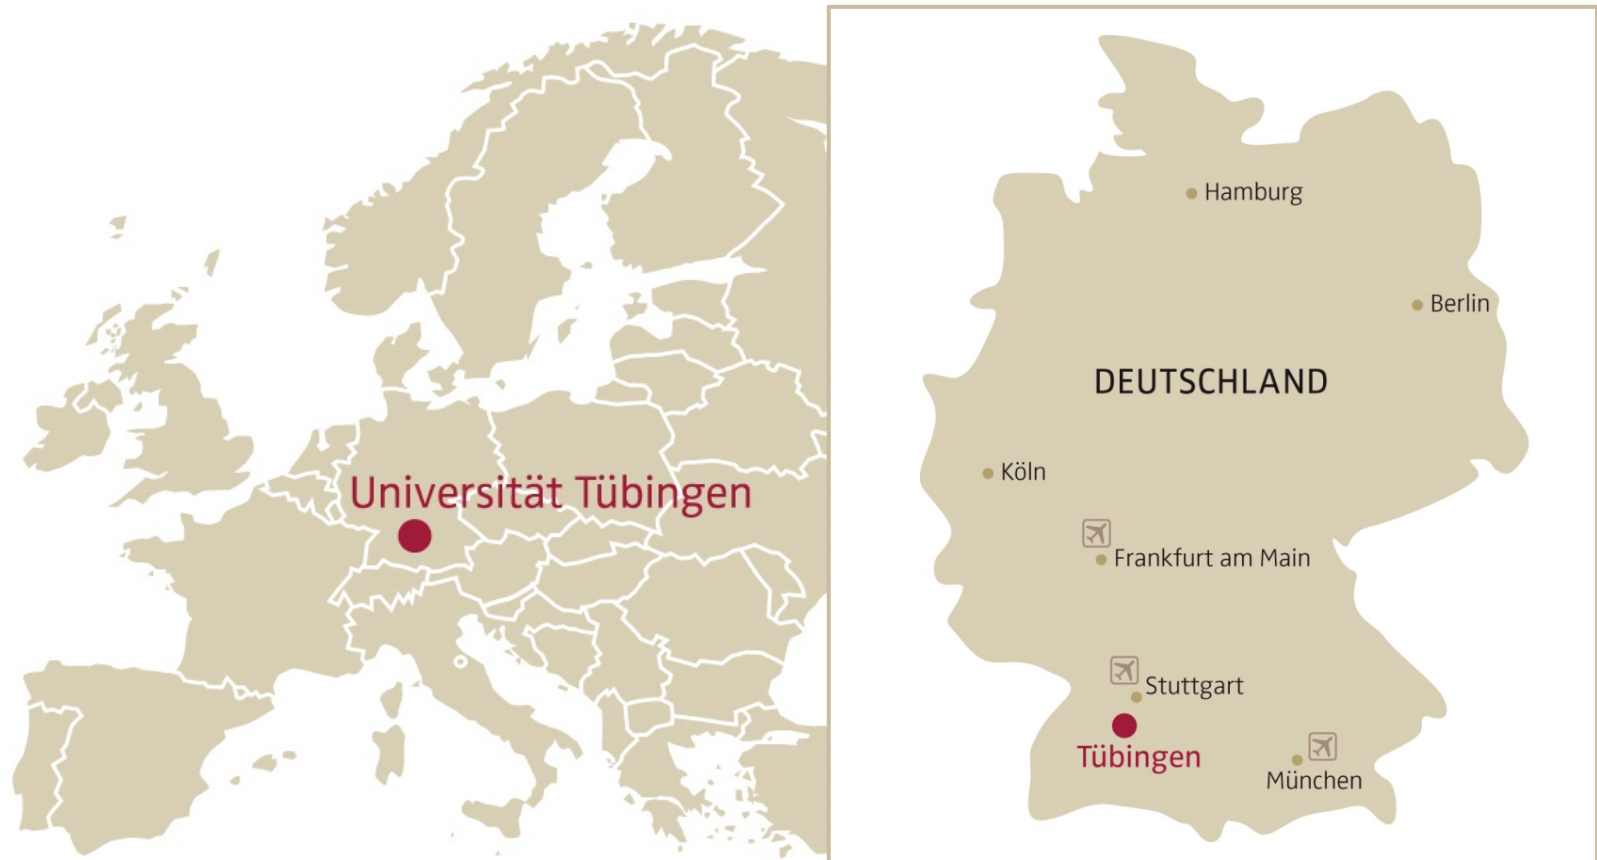 Universität Tübingen
Hamburg
Berlin
DEUTSCHLAND
Köln
Frankfurt am Main
Stuttgart
Tübingen
München